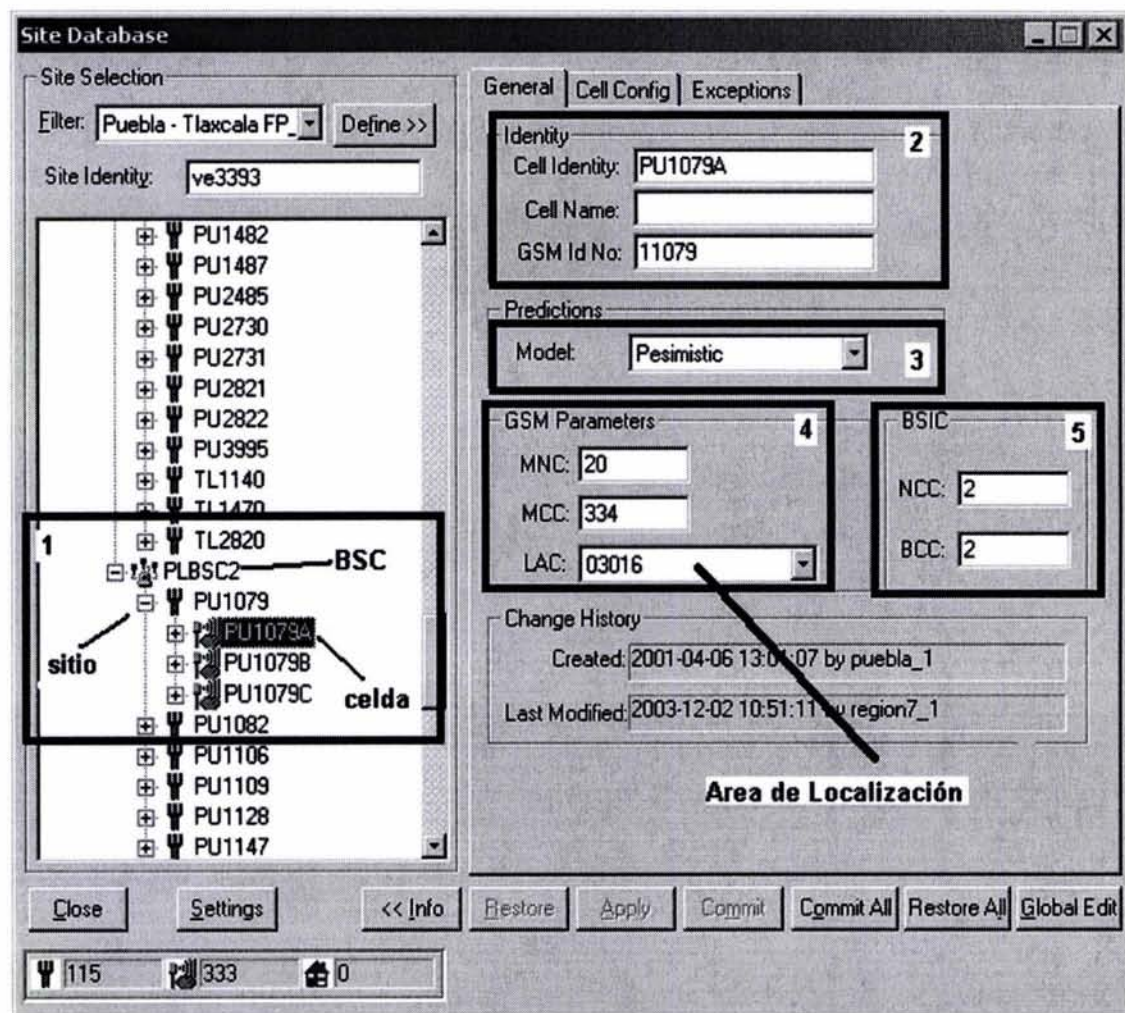 Site Database
Site Selection
Filter: Puebla - Tlaxcala FP_ Define >>
Site Identity: ve3393
PU1482
PU1487
PU2485
PU2730
PU2731
PU2821
PU2822
PU3995
TL1140
TL1470
1
TL2820
PLBSC2 BSC
PU1079
sitio
PU1079A
PU1079B
PU1079C
celda
PU1082
PU1106
PU1109
PU1128
PU1147
General Cell Config Exceptions
Identity 2
Cell Identity: PU1079A
Cell Name:
GSM Id No: 11079
Predictions
Model: Pesimistic 3
GSM Parameters 4
MNC: 20
MCC: 334
LAC: 03016
BSIC 5
NCC: 2
BCC: 2
Change History
Created: 2001-04-06 13:01:07 by puebla_1
Last Modified: 2003-12-02 10:51:11 by region7_1
Area de Localización
Close Settings << Info Restore Apply Commit Commit All Restore All Global Edit
115 333 0